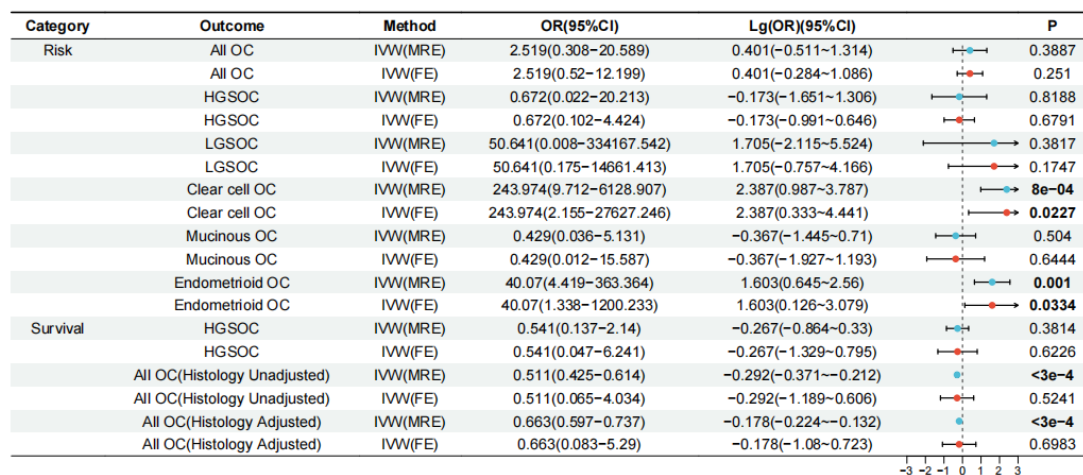 Category Outcome Method OR(95%CI) Lg(OR)(95%CI) P
Risk All OC IVW(MRE) 2.519(0.308−20.589) 0.401(−0.511~1.314) 0.3887
All OC IVW(FE) 2.519(0.52−12.199) 0.401(−0.284~1.086) 0.251
HGSOC IVW(MRE) 0.672(0.022−20.213) −0.173(−1.651~1.306) 0.8188
HGSOC IVW(FE) 0.672(0.102−4.424) −0.173(−0.991~0.646) 0.6791
LGSOC IVW(MRE) 50.641(0.008−334167.542) 1.705(−2.115~5.524) 0.3817
LGSOC IVW(FE) 50.641(0.175−14661.413) 1.705(−0.757~4.166) 0.1747
Clear cell OC IVW(MRE) 243.974(9.712−6128.907) 2.387(0.987~3.787) 8e−04
Clear cell OC IVW(FE) 243.974(2.155−27627.246) 2.387(0.333~4.441) 0.0227
Mucinous OC IVW(MRE) 0.429(0.036−5.131) −0.367(−1.445~0.71) 0.504
Mucinous OC IVW(FE) 0.429(0.012−15.587) −0.367(−1.927~1.193) 0.6444
Endometrioid OC IVW(MRE) 40.07(4.419−363.364) 1.603(0.645~2.56) 0.001
Endometrioid OC IVW(FE) 40.07(1.338−1200.233) 1.603(0.126~3.079) 0.0334
Survival HGSOC IVW(MRE) 0.541(0.137−2.14) −0.267(−0.864~0.33) 0.3814
HGSOC IVW(FE) 0.541(0.047−6.241) −0.267(−1.329~0.795) 0.6226
All OC(Histology Unadjusted) IVW(MRE) 0.511(0.425−0.614) −0.292(−0.371~−0.212) <3e−4
All OC(Histology Unadjusted) IVW(FE) 0.511(0.065−4.034) −0.292(−1.189~0.606) 0.5241
All OC(Histology Adjusted) IVW(MRE) 0.663(0.597−0.737) −0.178(−0.224~−0.132) <3e−4
All OC(Histology Adjusted) IVW(FE) 0.663(0.083−5.29) −0.178(−1.08~0.723) 0.6983
−3 −2 −1 0 1 2 3